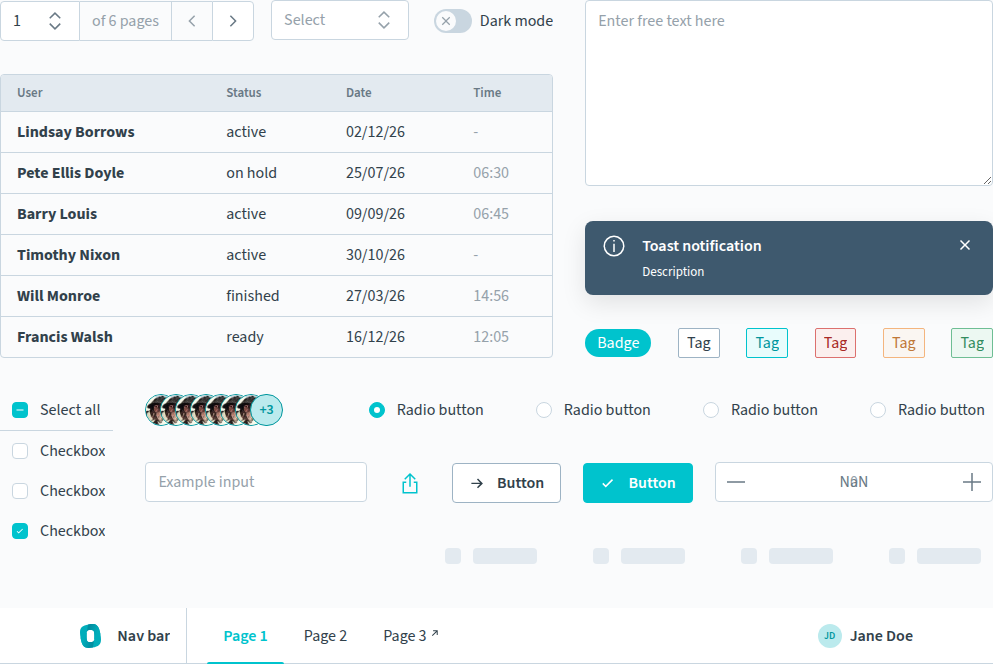 1 of 6 pages Select Dark mode
Enter free text here
User Status Date Time
Lindsay Borrows active 02/12/26 -
Pete Ellis Doyle on hold 25/07/26 06:30
Barry Louis active 09/09/26 06:45
Timothy Nixon active 30/10/26 -
Will Monroe finished 27/03/26 14:56
Francis Walsh ready 16/12/26 12:05
Toast notification
Description
Badge Tag Tag Tag Tag Tag
Select all
Checkbox
Checkbox
Checkbox
+3
Radio button Radio button Radio button Radio button
Example input Button Button NaN
Nav bar Page 1 Page 2 Page 3 ↗ JD Jane Doe